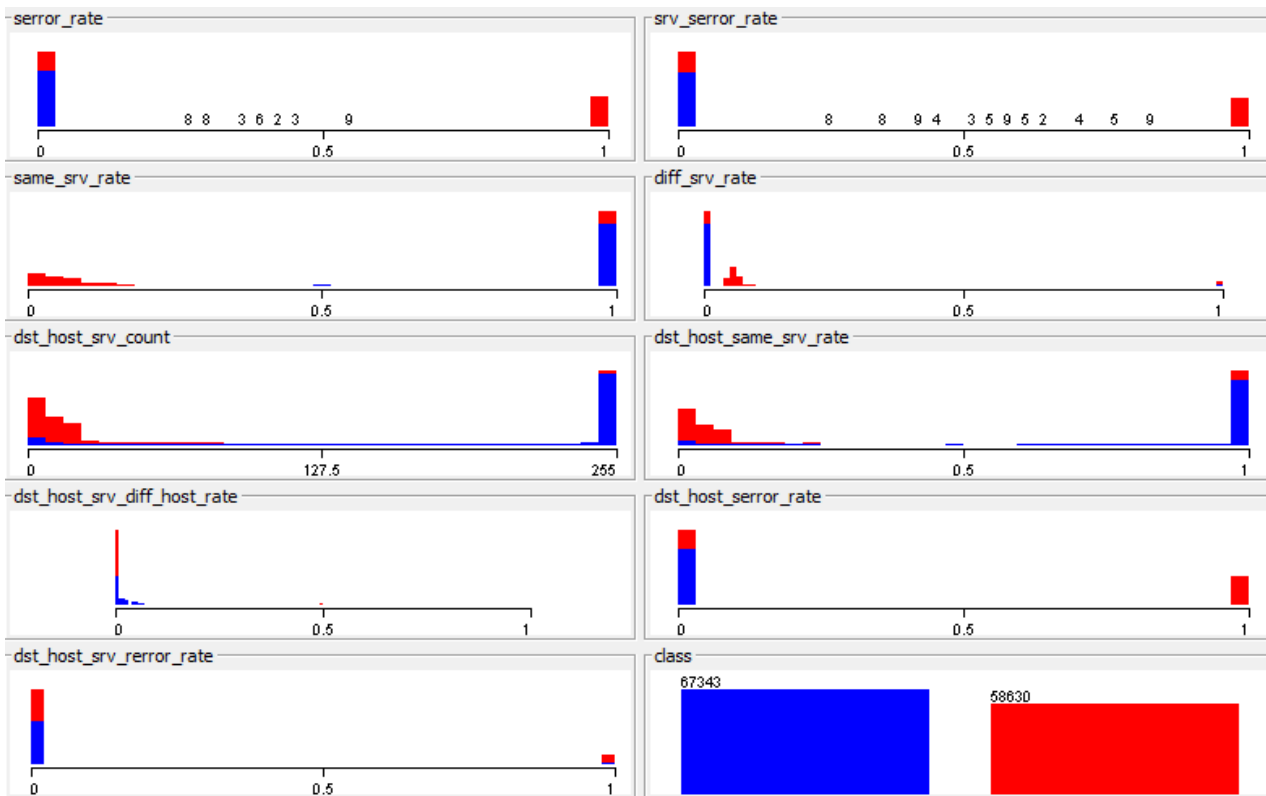 serror_rate
8 8 3 6 2 3 9
0 0.5 1
srv_serror_rate
8 8 9 4 3 5 9 5 2 4 5 9
0 0.5 1
same_srv_rate
0 0.5 1
diff_srv_rate
0 0.5 1
dst_host_srv_count
0 127.5 255
dst_host_same_srv_rate
0 0.5 1
dst_host_srv_diff_host_rate
0 0.5 1
dst_host_serror_rate
0 0.5 1
dst_host_srv_rerror_rate
0 0.5 1
class
67343
58630